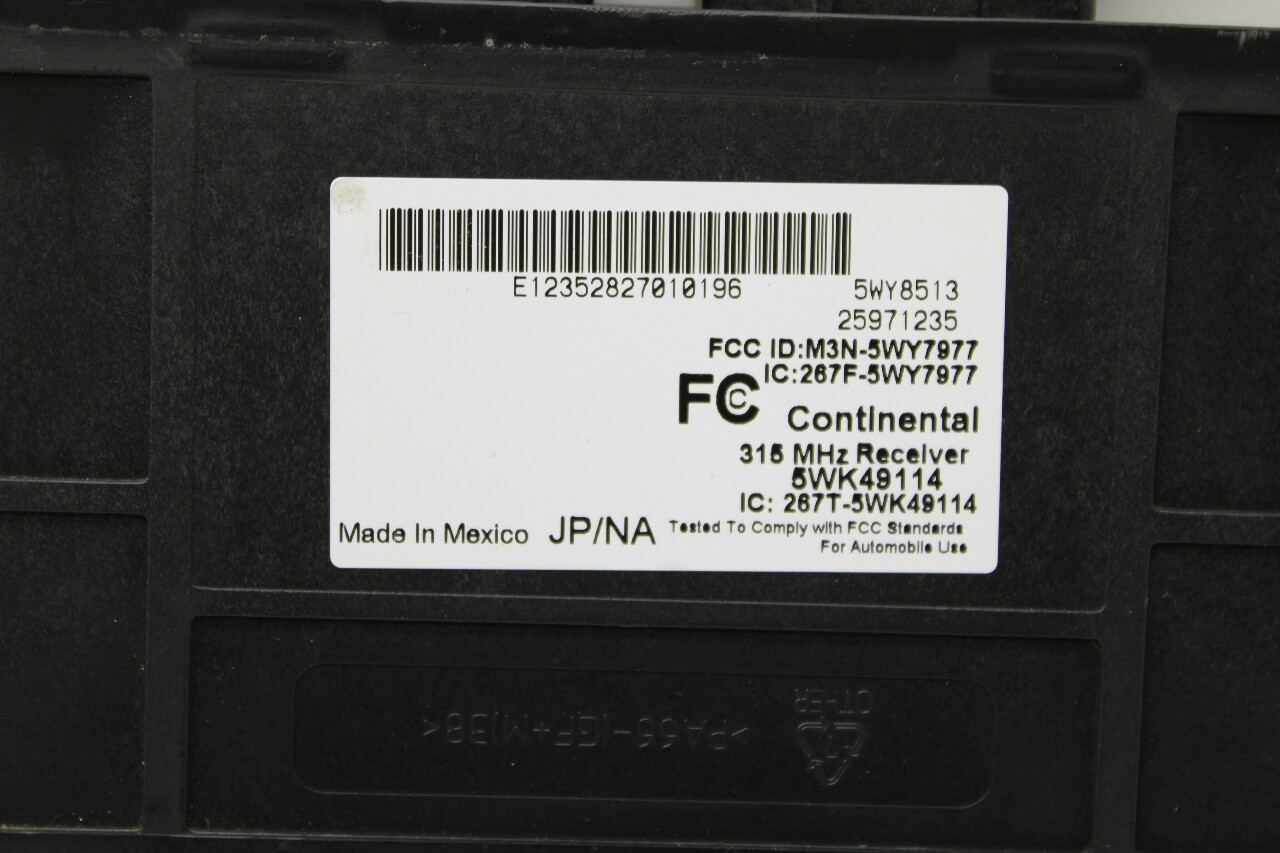 E12352827010196
5WY8513
25971235
FCC ID:M3N-5WY7977
IC:267F-5WY7977
FCC
Continental
315 MHz Receiver
5WK49114
IC: 267T-5WK49114
Made In Mexico JP/NA Tested To Comply with FCC Standards
For Automobile Use
>PA66-(GF+M)38<
OTHER